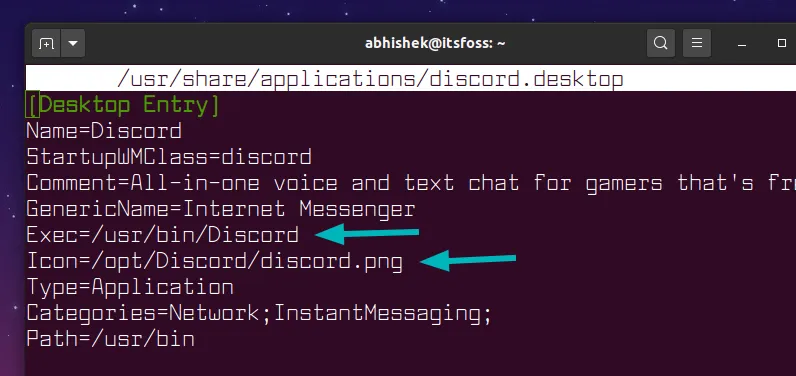 abhishek@itsfoss: ~
/usr/share/applications/discord.desktop
[Desktop Entry]
Name=Discord
StartupWMClass=discord
Comment=All-in-one voice and text chat for gamers that's fre
GenericName=Internet Messenger
Exec=/usr/bin/Discord
Icon=/opt/Discord/discord.png
Type=Application
Categories=Network;InstantMessaging;
Path=/usr/bin